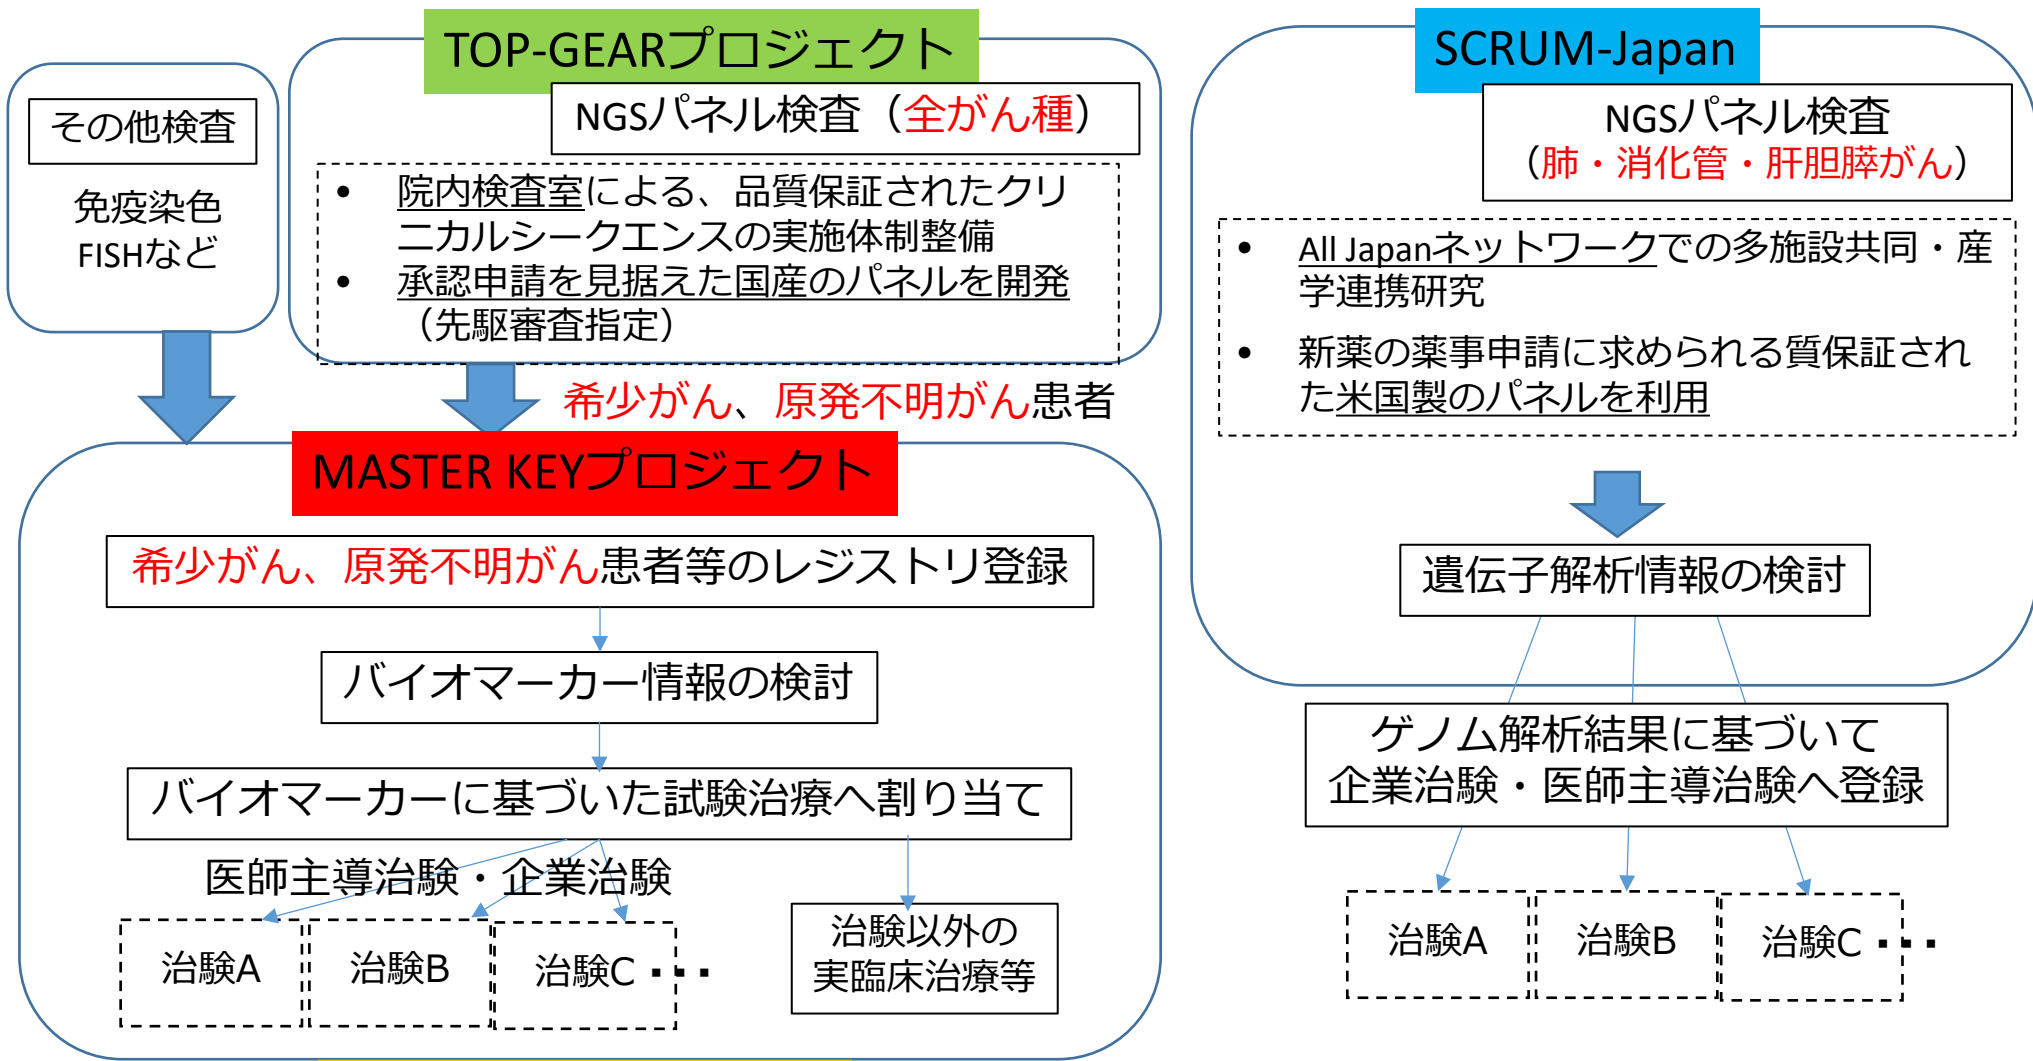 その他検査
免疫染色
FISHなど
TOP-GEARプロジェクト
NGSパネル検査（全がん種）
• 院内検査室による、品質保証されたクリ
ニカルシークエンスの実施体制整備
• 承認申請を見据えた国産のパネルを開発
（先駆審査指定）
希少がん、原発不明がん患者
MASTER KEYプロジェクト
希少がん、原発不明がん患者等のレジストリ登録
バイオマーカー情報の検討
バイオマーカーに基づいた試験治療へ割り当て
医師主導治験・企業治験
治験A
治験B
治験C ・・・
治験以外の
実臨床治療等
SCRUM-Japan
NGSパネル検査
（肺・消化管・肝胆膵がん）
• All Japanネットワークでの多施設共同・産
学連携研究
• 新薬の薬事申請に求められる質保証され
た米国製のパネルを利用
遺伝子解析情報の検討
ゲノム解析結果に基づいて
企業治験・医師主導治験へ登録
治験A
治験B
治験C ・・・